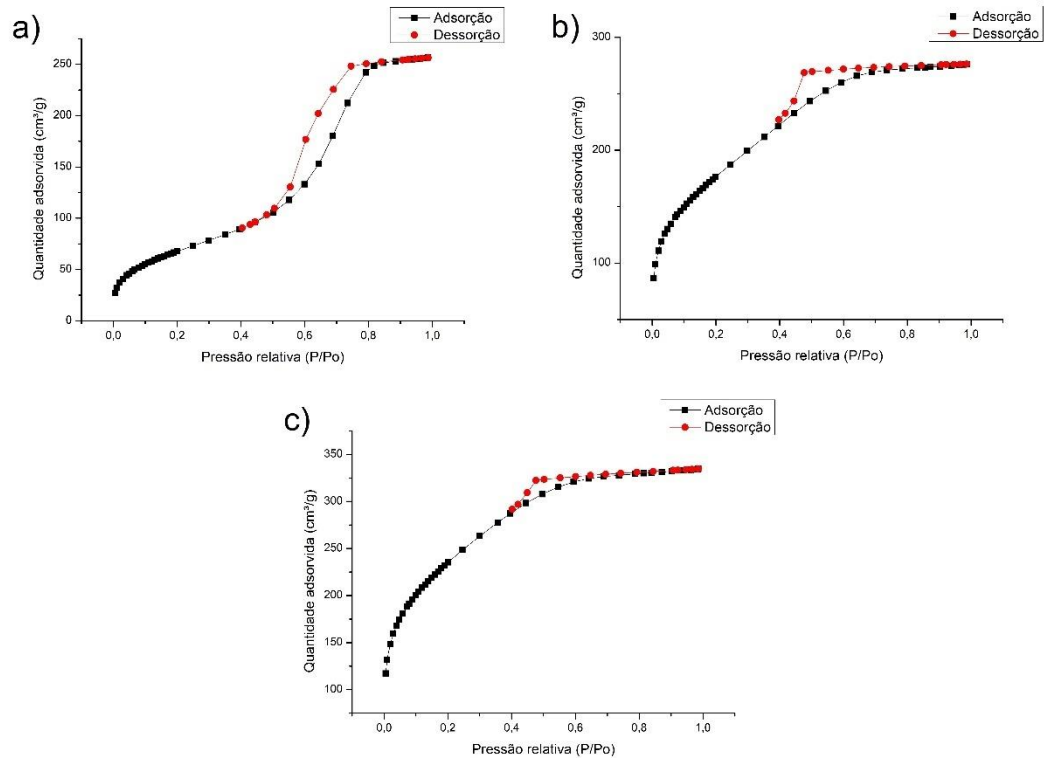 a)
Adsorção
Dessorção
Quantidade adsorvida (cm³/g)
250
200
150
100
50
0
0,0 0,2 0,4 0,6 0,8 1,0
Pressão relativa (P/Po)
b)
Adsorção
Dessorção
Quantidade adsorvida (cm³/g)
300
200
100
0,0 0,2 0,4 0,6 0,8 1,0
Pressão relativa (P/Po)
c)
Adsorção
Dessorção
Quantidade adsorvida (cm³/g)
350
300
250
200
150
100
0,0 0,2 0,4 0,6 0,8 1,0
Pressão relativa (P/Po)